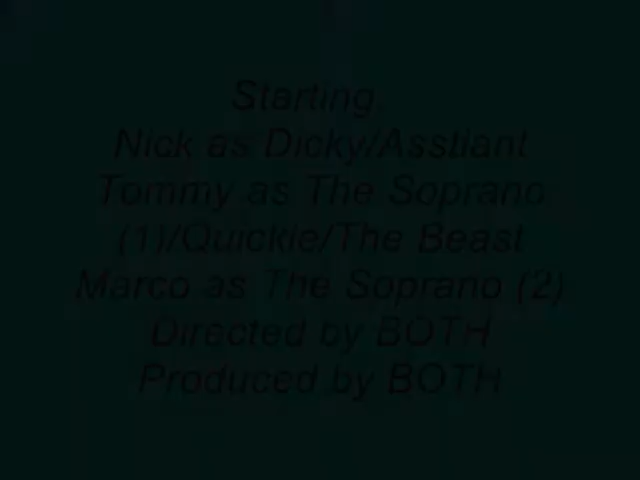 Starting
Nick as Dicky/Asstiant
Tommy as The Soprano
(1)/Quickie/The Beast
Marco as The Soprano (2)
Directed by BOTH
Produced by BOTH